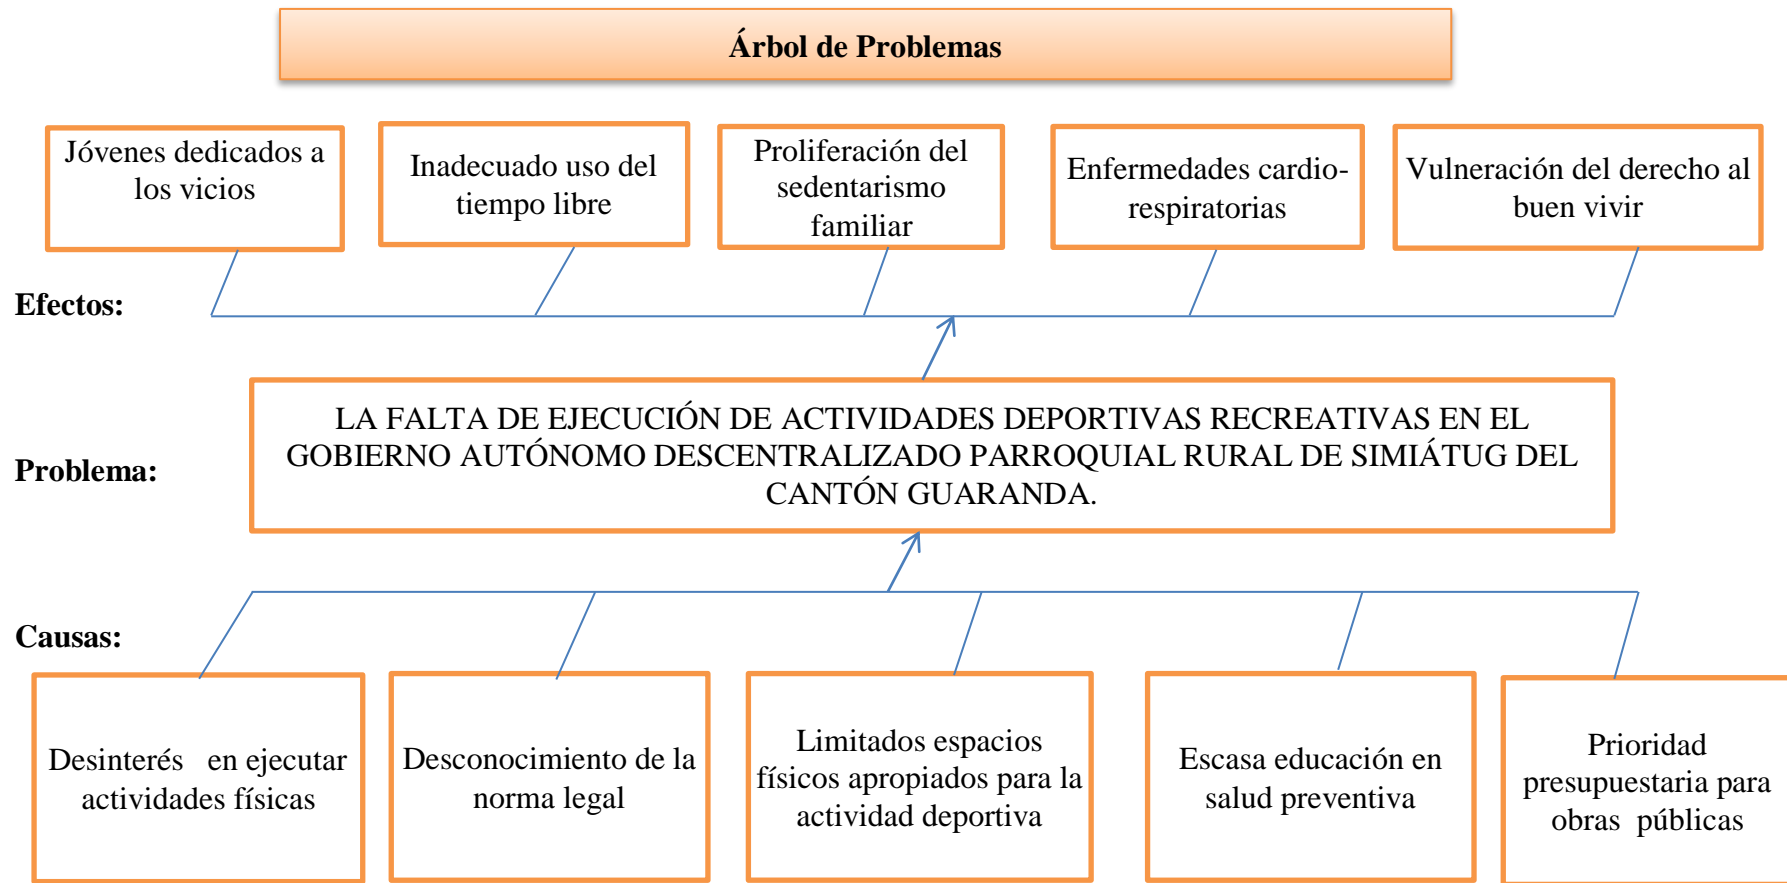 Árbol de Problemas
Jóvenes dedicados a
los vicios
Inadecuado uso del
tiempo libre
Proliferación del
sedentarismo
familiar
Enfermedades cardio-
respiratorias
Vulneración del derecho al
buen vivir
Efectos:
Problema:
LA FALTA DE EJECUCIÓN DE ACTIVIDADES DEPORTIVAS RECREATIVAS EN EL
GOBIERNO AUTÓNOMO DESCENTRALIZADO PARROQUIAL RURAL DE SIMIÁTUG DEL
CANTÓN GUARANDA.
Causas:
Desinterés en ejecutar
actividades físicas
Desconocimiento de la
norma legal
Limitados espacios
físicos apropiados para la
actividad deportiva
Escasa educación en
salud preventiva
Prioridad
presupuestaria para
obras públicas